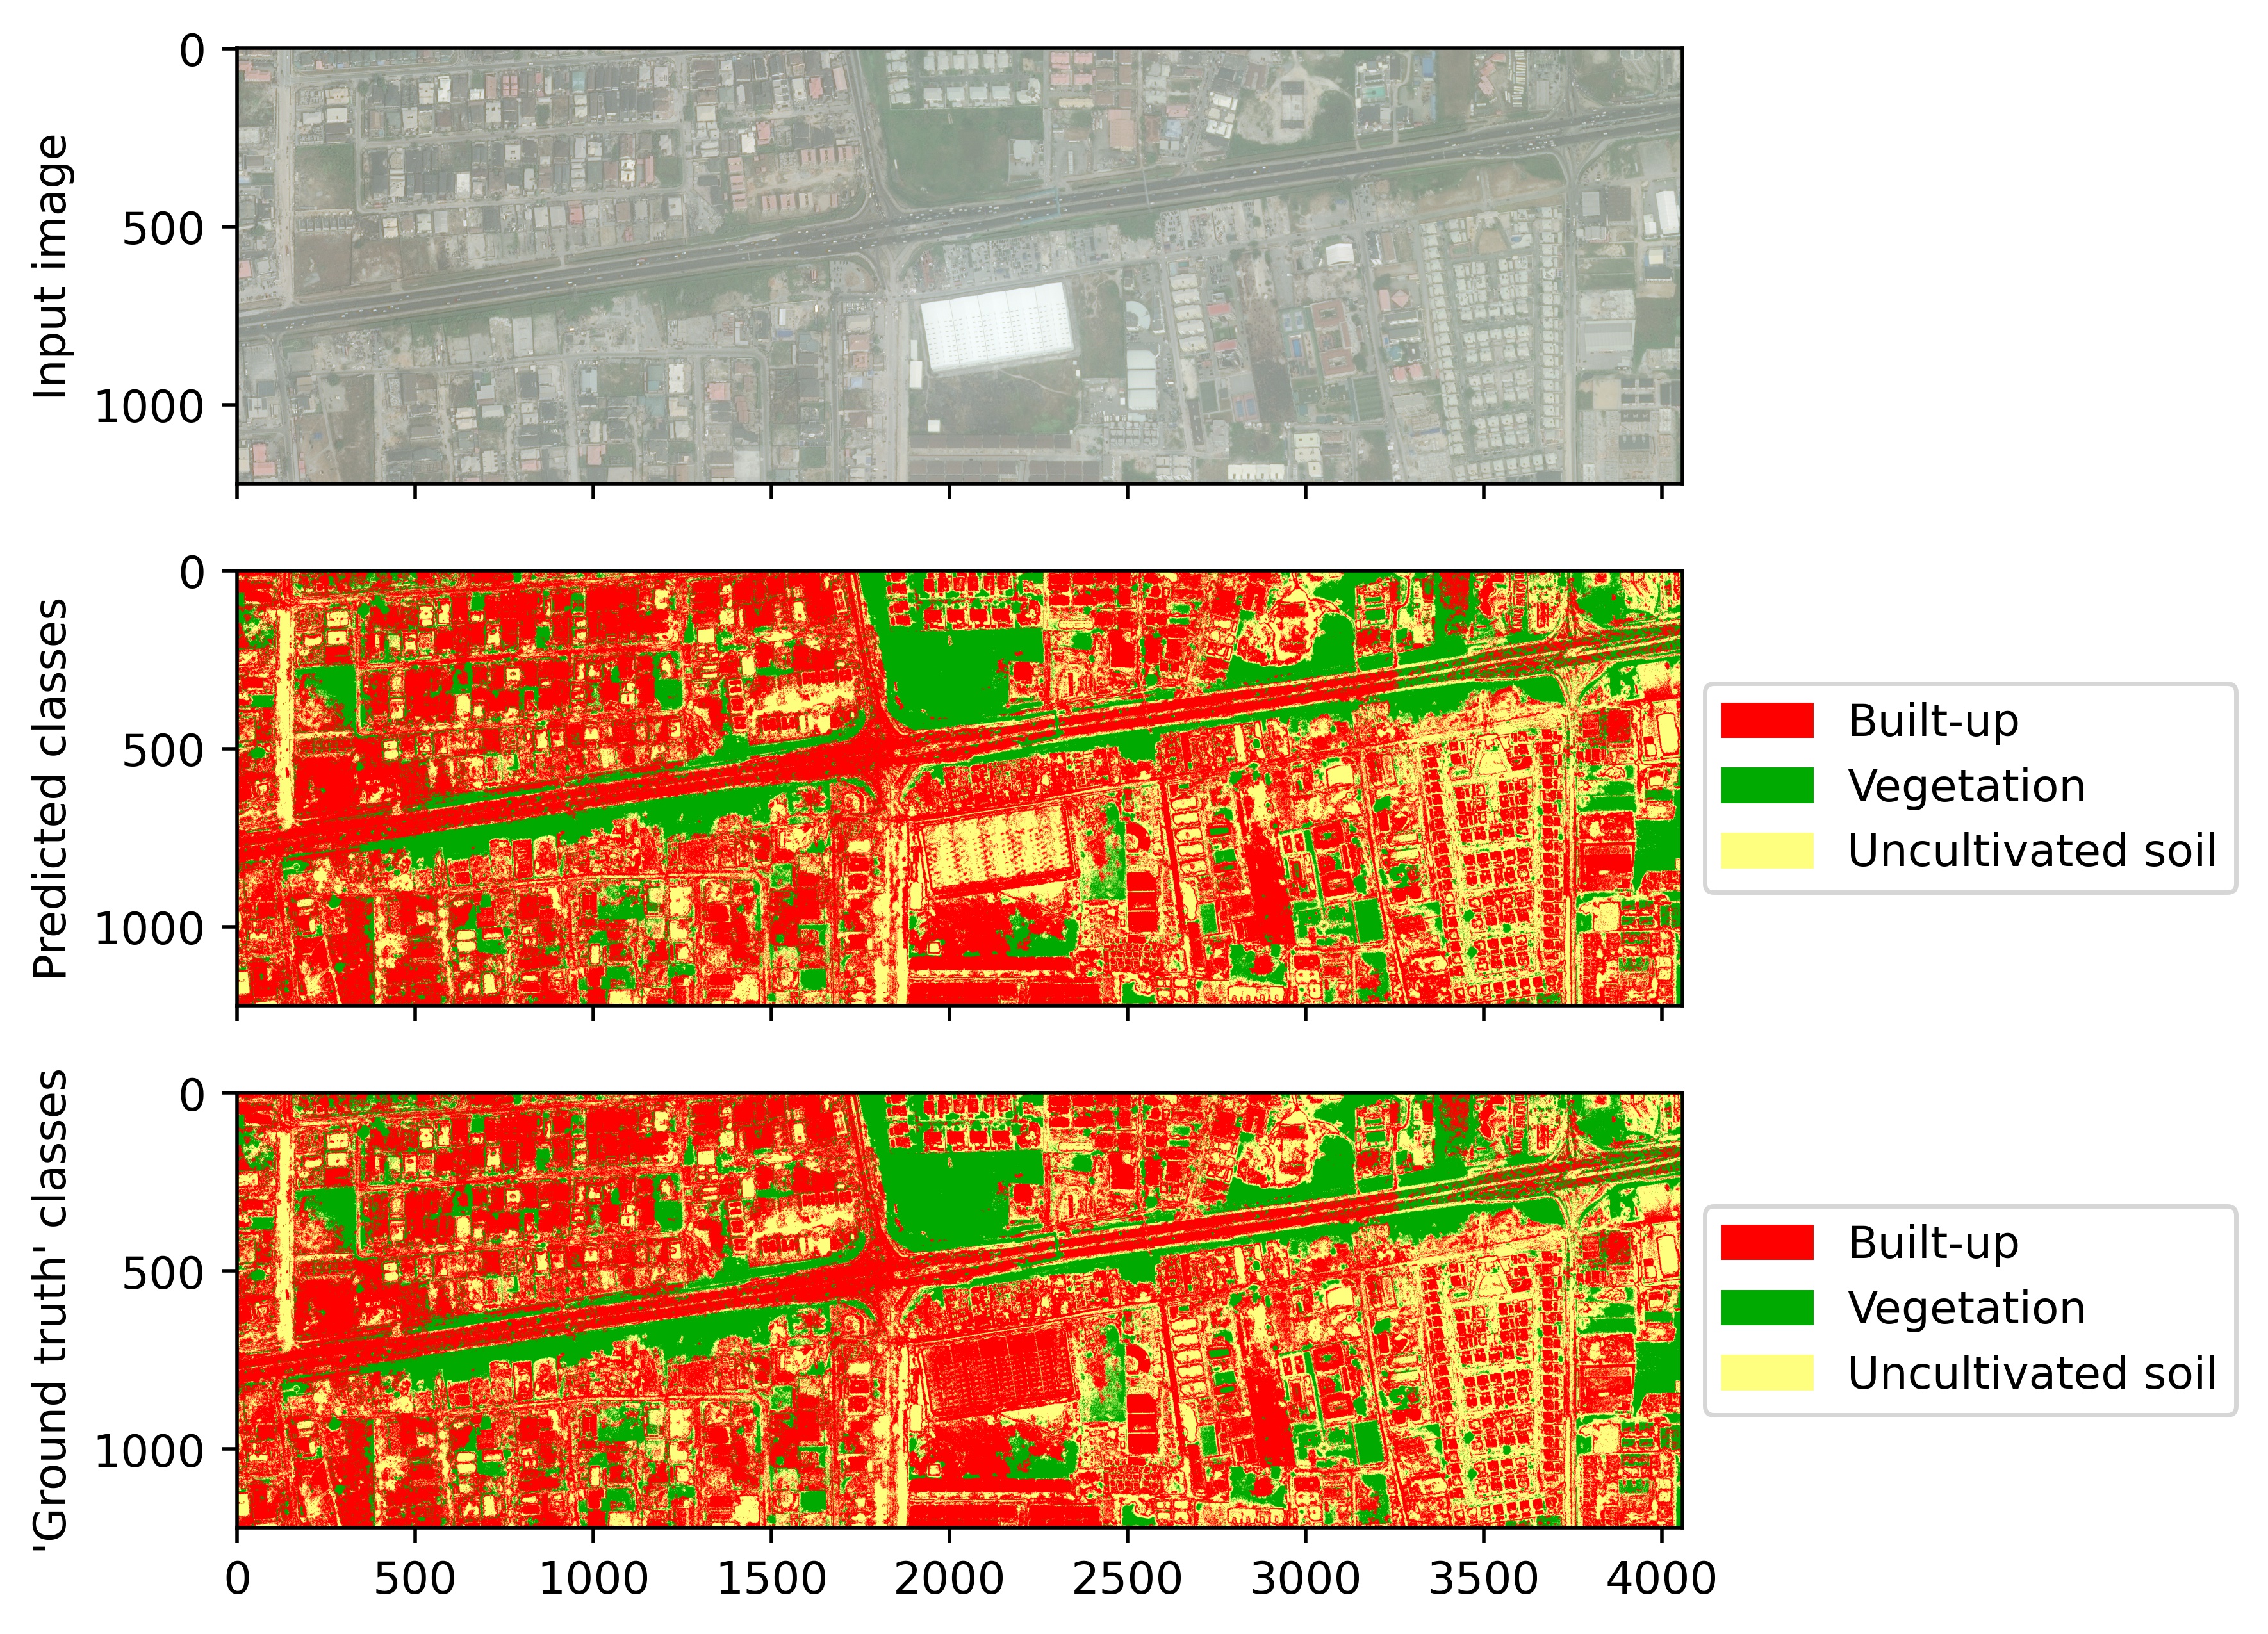 0
500
1000
Input image
0
500
1000
Predicted classes
Built-up
Vegetation
Uncultivated soil
0
500
1000
'Ground truth' classes
0 500 1000 1500 2000 2500 3000 3500 4000
Built-up
Vegetation
Uncultivated soil